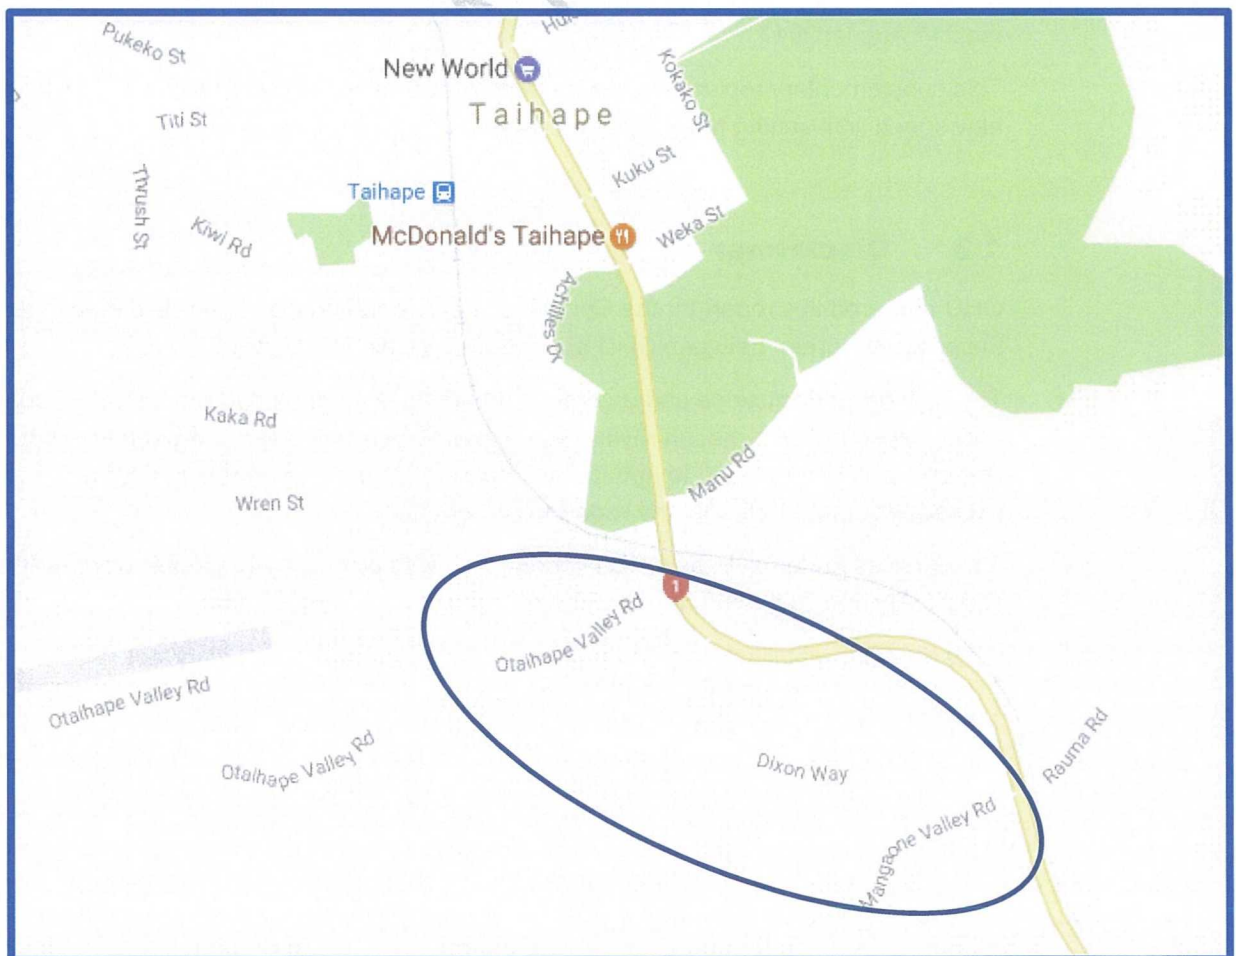 Pukeko St
New World
Taihape
Kokako St
Titi St
Kuku St
Thrush St
Taihape
Kiwi Rd
McDonald's Taihape
Weka St
Achilles Dr
Kaka Rd
Manu Rd
Wren St
1
Otaihape Valley Rd
Otaihape Valley Rd
Otaihape Valley Rd
Rauma Rd
Dixon Way
Mangaone Valley Rd